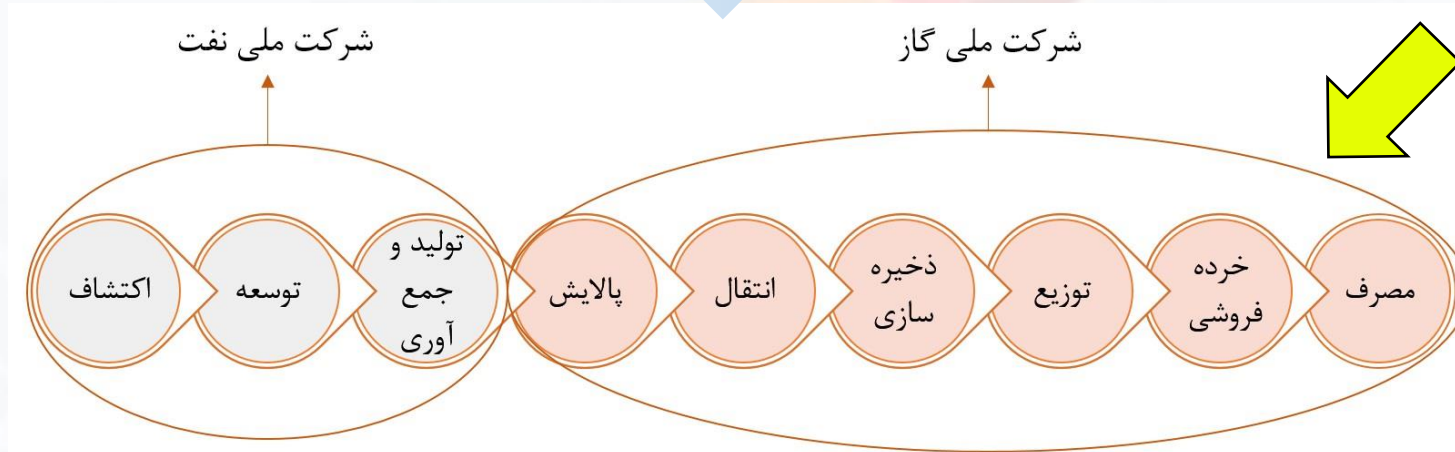 شرکت ملی نفت
شرکت ملی گاز
اکتشاف
توسعه
تولید و
جمع
آوری
پالایش
انتقال
ذخیره
سازی
توزیع
خرده
فروشی
مصرف